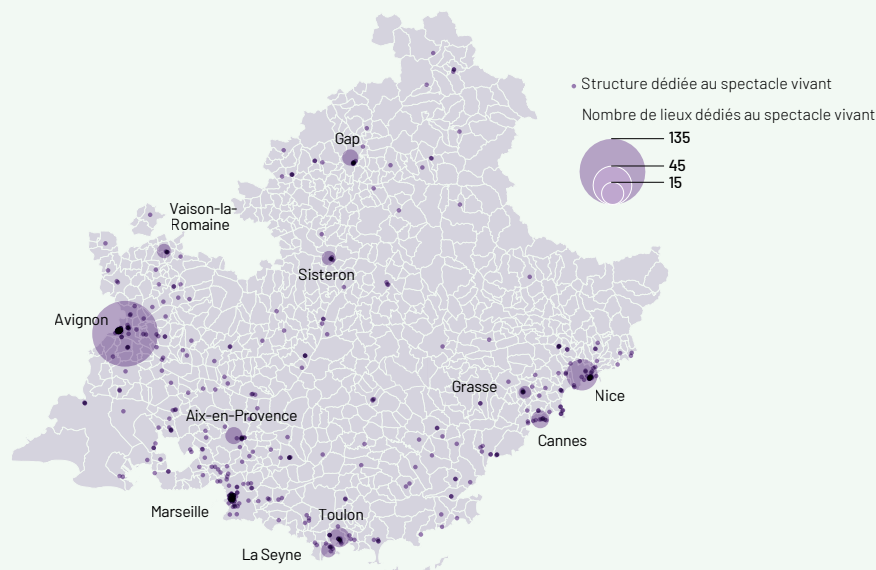 Structure dédiée au spectacle vivant
Nombre de lieux dédiés au spectacle vivant
135
45
15
Gap
Vaison-la-
Romaine
Sisteron
Avignon
Grasse
Nice
Aix-en-Provence
Cannes
Marseille
Toulon
La Seyne